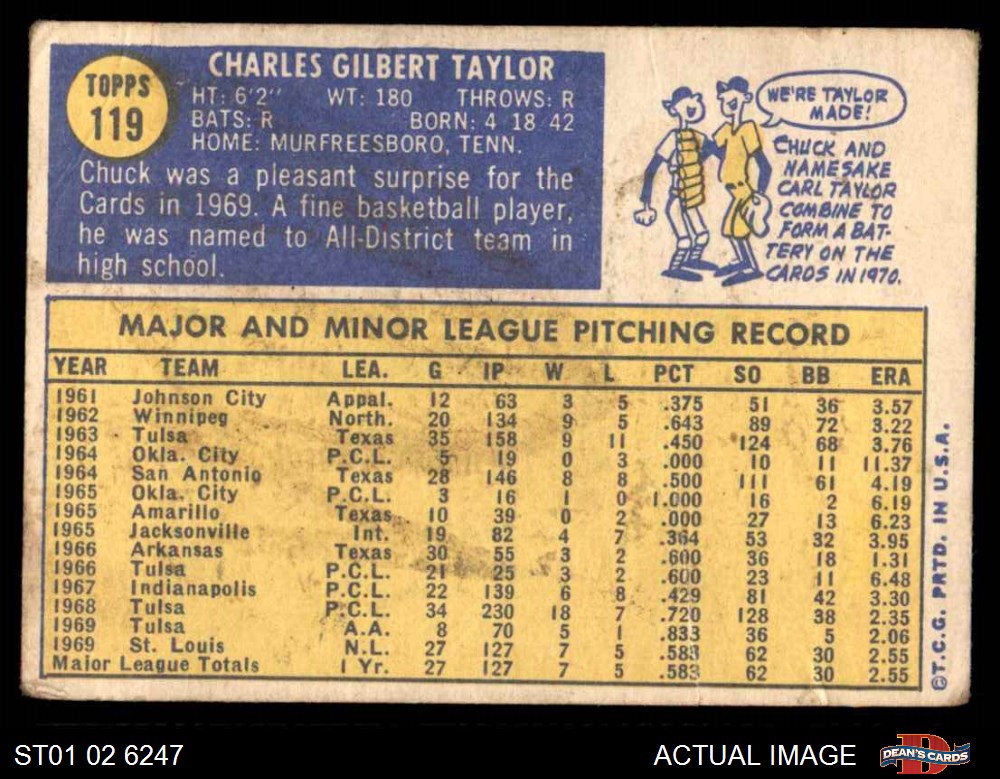 TOPPS
119
CHARLES GILBERT TAYLOR
HT: 6'2" WT: 180 THROWS: R
BATS: R BORN: 4 18 42
HOME: MURFREESBORO, TENN.
Chuck was a pleasant surprise for the
Cards in 1969. A fine basketball player,
he was named to All-District team in
high school.
WE'RE TAYLOR
MADE!
CHUCK AND
NAMESAKE
CARL TAYLOR
COMBINE TO
FORM A BAT-
TERY ON THE
CARDS IN 1970.
MAJOR AND MINOR LEAGUE PITCHING RECORD
YEAR TEAM LEA. G IP W L PCT SO BB ERA
1961 Johnson City Appal. 12 63 3 5 .375 51 36 3.57
1962 Winnipeg North. 20 134 9 5 .643 89 72 3.22
1963 Tulsa Texas 35 158 9 11 .450 124 68 3.76
1964 Okla. City P.C.L. 5 19 0 3 .000 10 11 11.37
1964 San Antonio Texas 28 146 8 8 .500 111 61 4.19
1965 Okla. City P.C.L. 3 16 1 0 1.000 16 2 6.19
1965 Amarillo Texas 10 39 0 2 .000 27 13 6.23
1965 Jacksonville Int. 19 82 4 7 .364 53 32 3.95
1966 Arkansas Texas 30 55 3 2 .600 36 18 1.31
1966 Tulsa P.C.L. 21 25 3 2 .600 23 11 6.48
1967 Indianapolis P.C.L. 22 139 6 8 .429 81 42 3.30
1968 Tulsa P.C.L. 34 230 18 7 .720 128 38 2.35
1969 Tulsa A.A. 8 70 5 1 .833 36 5 2.06
1969 St. Louis N.L. 27 127 7 5 .583 62 30 2.55
Major League Totals 1 Yr. 27 127 7 5 .583 62 30 2.55
©T.C.G. PRTD. IN U.S.A.
ST01 02 6247
ACTUAL IMAGE
D
DEAN'S CARDS